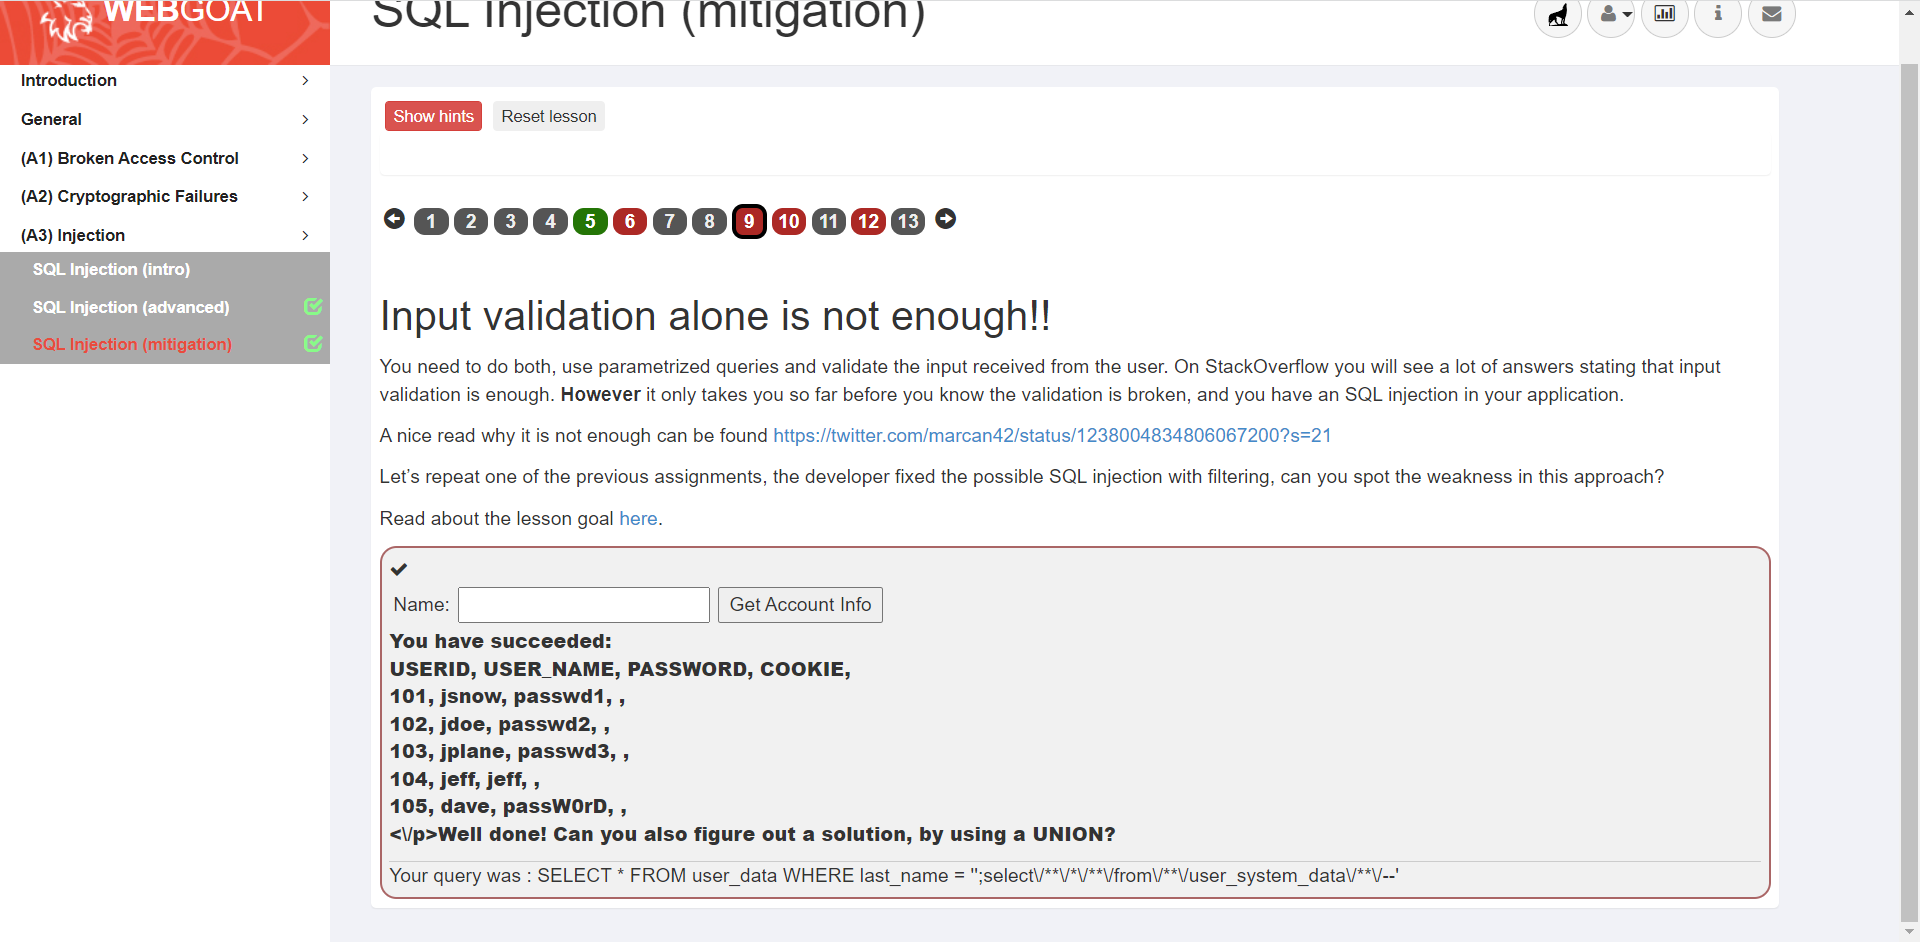 WEBGOAT
SQL Injection (mitigation)
Introduction
General
(A1) Broken Access Control
(A2) Cryptographic Failures
(A3) Injection
SQL Injection (intro)
SQL Injection (advanced)
SQL Injection (mitigation)
Show hints Reset lesson
1 2 3 4 5 6 7 8 9 10 11 12 13
Input validation alone is not enough!!
You need to do both, use parametrized queries and validate the input received from the user. On StackOverflow you will see a lot of answers stating that input
validation is enough. However it only takes you so far before you know the validation is broken, and you have an SQL injection in your application.
A nice read why it is not enough can be found https://twitter.com/marcan42/status/1238004834806067200?s=21
Let’s repeat one of the previous assignments, the developer fixed the possible SQL injection with filtering, can you spot the weakness in this approach?
Read about the lesson goal here.
Name: Get Account Info
You have succeeded:
USERID, USER_NAME, PASSWORD, COOKIE,
101, jsnow, passwd1, ,
102, jdoe, passwd2, ,
103, jplane, passwd3, ,
104, jeff, jeff, ,
105, dave, passW0rD, ,
<\/p>Well done! Can you also figure out a solution, by using a UNION?
Your query was : SELECT * FROM user_data WHERE last_name = '';select\/**\/*\/**\/from\/**\/user_system_data\/**\/--'